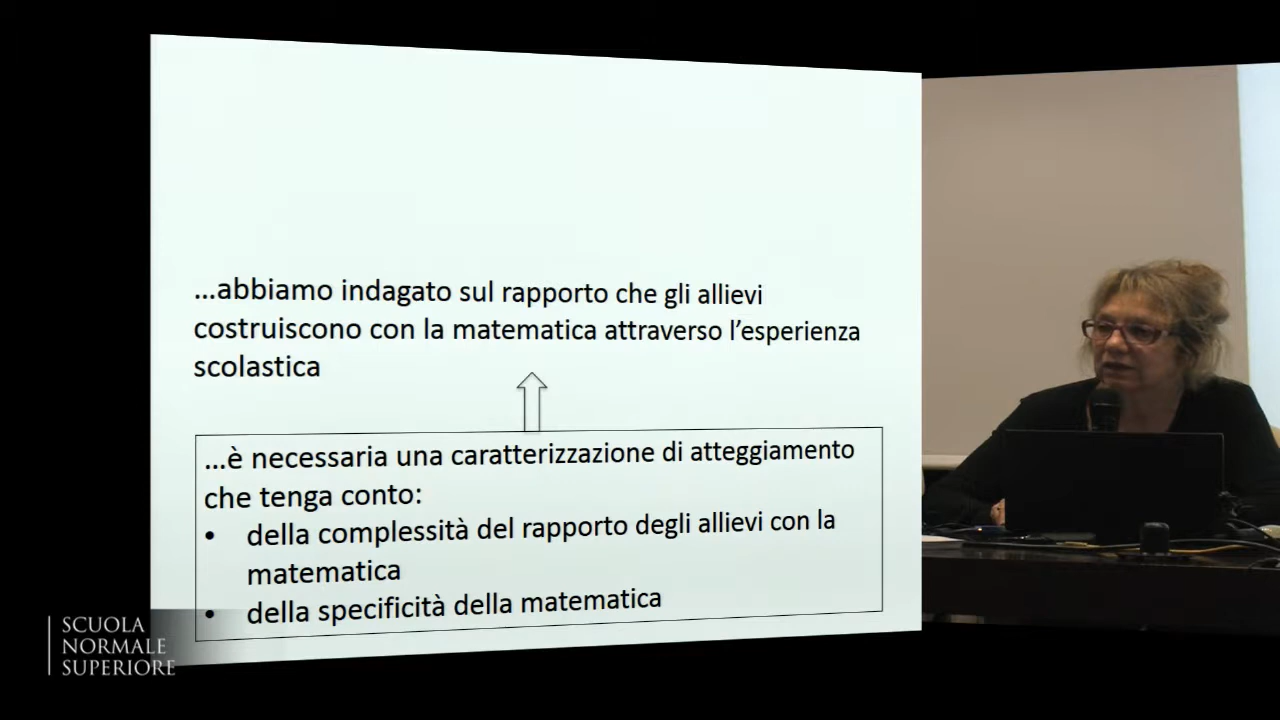 ...abbiamo indagato sul rapporto che gli allievi
costruiscono con la matematica attraverso l'esperienza
scolastica
...è necessaria una caratterizzazione di atteggiamento
che tenga conto:
• della complessità del rapporto degli allievi con la
matematica
• della specificità della matematica
SCUOLA
NORMALE
SUPERIORE